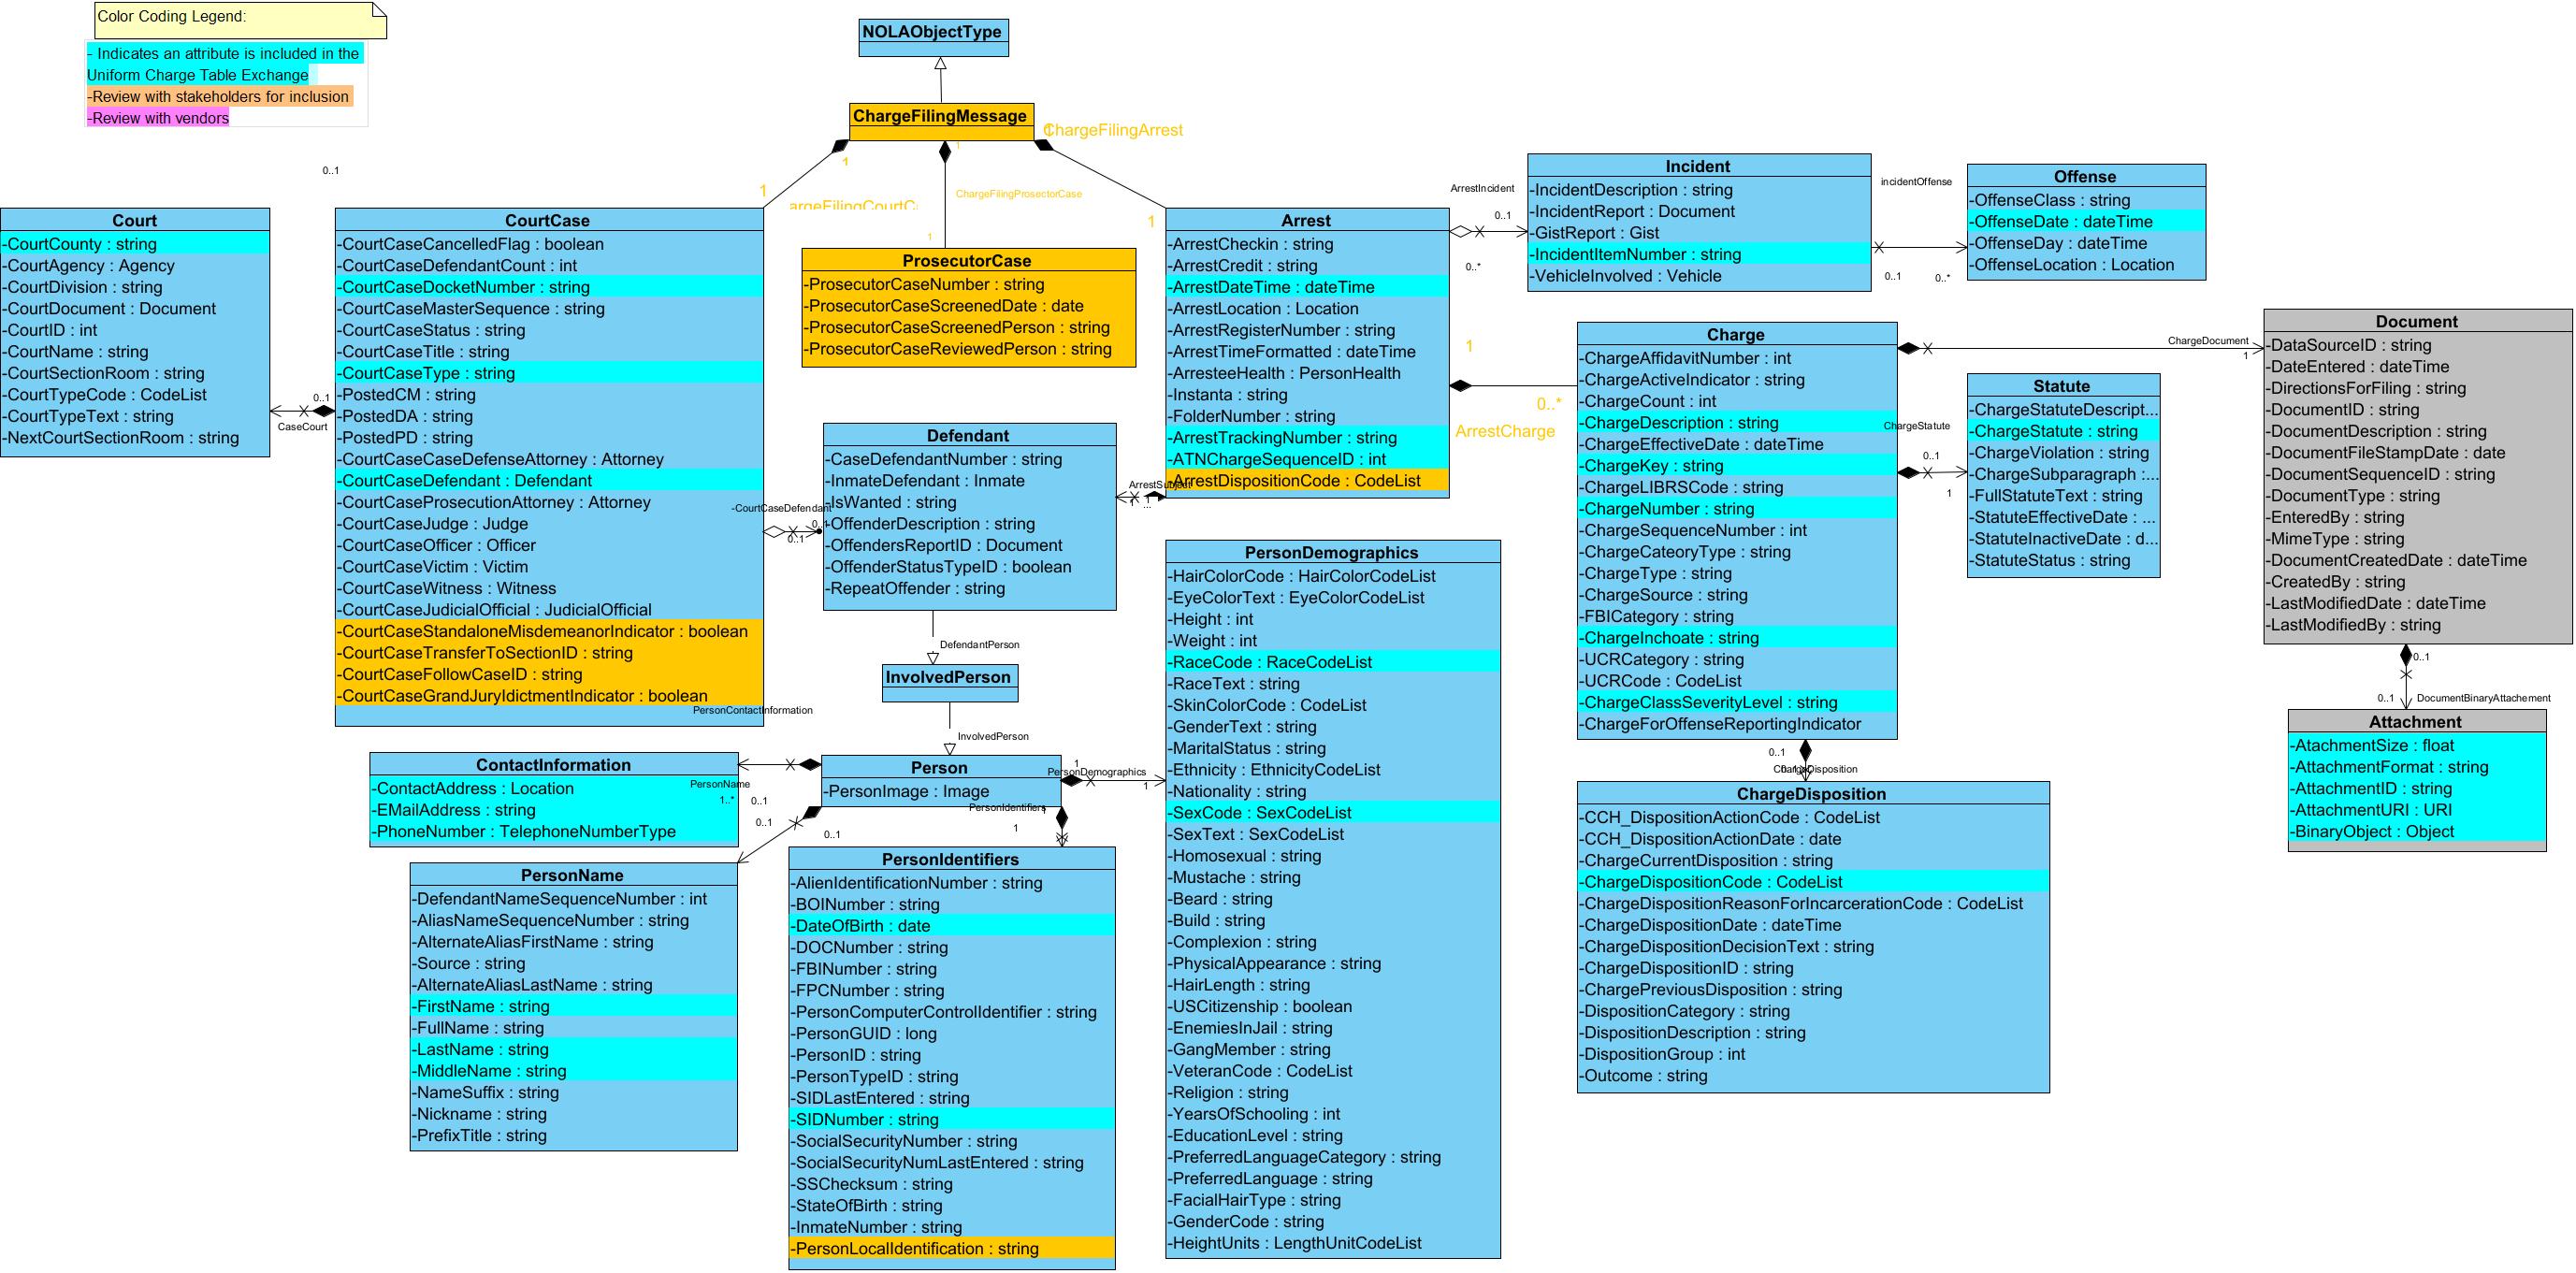 Color Coding Legend:
- Indicates an attribute is included in the
Uniform Charge Table Exchange
-Review with stakeholders for inclusion
-Review with vendors
NOLAObjectType
ChargeFilingMessage
ChargeFilingArrest
1
1
1
0..1
ChargeFilingProsectorCase
1
1
Court
-CourtCounty : string
-CourtAgency : Agency
-CourtDivision : string
-CourtDocument : Document
-CourtID : int
-CourtName : string
-CourtSectionRoom : string
-CourtTypeCode : CodeList
-CourtTypeText : string
-NextCourtSectionRoom : string
0..1
CaseCourt
CourtCase
-CourtCaseCancelledFlag : boolean
-CourtCaseDefendantCount : int
-CourtCaseDocketNumber : string
-CourtCaseMasterSequence : string
-CourtCaseStatus : string
-CourtCaseTitle : string
-CourtCaseType : string
-PostedCM : string
-PostedDA : string
-PostedPD : string
-CourtCaseCaseDefenseAttorney : Attorney
-CourtCaseDefendant : Defendant
-CourtCaseProsecutionAttorney : Attorney
-CourtCaseJudge : Judge
-CourtCaseOfficer : Officer
-CourtCaseVictim : Victim
-CourtCaseWitness : Witness
-CourtCaseJudicialOfficial : JudicialOfficial
-CourtCaseStandaloneMisdemeanorIndicator : boolean
-CourtCaseTransferToSectionID : string
-CourtCaseFollowCaseID : string
-CourtCaseGrandJuryIdictmentIndicator : boolean
ProsecutorCase
-ProsecutorCaseNumber : string
-ProsecutorCaseScreenedDate : date
-ProsecutorCaseScreenedPerson : string
-ProsecutorCaseReviewedPerson : string
1
Arrest
-ArrestCheckin : string
-ArrestCredit : string
-ArrestDateTime : dateTime
-ArrestLocation : Location
-ArrestRegisterNumber : string
-ArrestTimeFormatted : dateTime
-ArresteeHealth : PersonHealth
-Instanta : string
-FolderNumber : string
-ArrestTrackingNumber : string
-ATNChargeSequenceID : int
-ArrestDispositionCode : CodeList
ArrestIncident
0..1
0..*
Incident
-IncidentDescription : string
-IncidentReport : Document
-GistReport : Gist
-IncidentItemNumber : string
-VehicleInvolved : Vehicle
incidentOffense
0..1
0..*
Offense
-OffenseClass : string
-OffenseDate : dateTime
-OffenseDay : dateTime
-OffenseLocation : Location
1
0..*
ArrestCharge
Charge
-ChargeAffidavitNumber : int
-ChargeActiveIndicator : string
-ChargeCount : int
-ChargeDescription : string
-ChargeEffectiveDate : dateTime
-ChargeKey : string
-ChargeLIBRSCode : string
-ChargeNumber : string
-ChargeSequenceNumber : int
-ChargeCateoryType : string
-ChargeType : string
-ChargeSource : string
-FBICategory : string
-ChargeInchoate : string
-UCRCategory : string
-UCRCode : CodeList
-ChargeClassSeverityLevel : string
-ChargeForOffenseReportingIndicator
ChargeDocument
1
ChargeStatute
0..1
1
Statute
-ChargeStatuteDescript...
-ChargeStatute : string
-ChargeViolation : string
-ChargeSubparagraph :...
-FullStatuteText : string
-StatuteEffectiveDate : ...
-StatuteInactiveDate : d...
-StatuteStatus : string
Document
-DataSourceID : string
-DateEntered : dateTime
-DirectionsForFiling : string
-DocumentID : string
-DocumentDescription : string
-DocumentFileStampDate : date
-DocumentSequenceID : string
-DocumentType : string
-EnteredBy : string
-MimeType : string
-DocumentCreatedDate : dateTime
-CreatedBy : string
-LastModifiedDate : dateTime
-LastModifiedBy : string
0..1
0..1
DocumentBinaryAttachement
Attachment
-AtachmentSize : float
-AttachmentFormat : string
-AttachmentID : string
-AttachmentURI : URI
-BinaryObject : Object
Defendant
-CaseDefendantNumber : string
-InmateDefendant : Inmate
-IsWanted : string
-OffenderDescription : string
-OffendersReportID : Document
-OffenderStatusTypeID : boolean
-RepeatOffender : string
-CourtCaseDefendant
0..1
0..1
ArrestSubject
1
1
...
DefendantPerson
InvolvedPerson
InvolvedPerson
PersonContactInformation
Person
-PersonImage : Image
ContactInformation
-ContactAddress : Location
-EMailAddress : string
-PhoneNumber : TelephoneNumberType
PersonName
1..*
0..1
0..1
0..1
PersonDemographics
1
1
PersonIdentifiers
1
1
PersonName
-DefendantNameSequenceNumber : int
-AliasNameSequenceNumber : string
-AlternateAliasFirstName : string
-Source : string
-AlternateAliasLastName : string
-FirstName : string
-FullName : string
-LastName : string
-MiddleName : string
-NameSuffix : string
-Nickname : string
-PrefixTitle : string
PersonIdentifiers
-AlienIdentificationNumber : string
-BOINumber : string
-DateOfBirth : date
-DOCNumber : string
-FBINumber : string
-FPCNumber : string
-PersonComputerControlIdentifier : string
-PersonGUID : long
-PersonID : string
-PersonTypeID : string
-SIDLastEntered : string
-SIDNumber : string
-SocialSecurityNumber : string
-SocialSecurityNumLastEntered : string
-SSChecksum : string
-StateOfBirth : string
-InmateNumber : string
-PersonLocalIdentification : string
PersonDemographics
-HairColorCode : HairColorCodeList
-EyeColorText : EyeColorCodeList
-Height : int
-Weight : int
-RaceCode : RaceCodeList
-RaceText : string
-SkinColorCode : CodeList
-GenderText : string
-MaritalStatus : string
-Ethnicity : EthnicityCodeList
-Nationality : string
-SexCode : SexCodeList
-SexText : SexCodeList
-Homosexual : string
-Mustache : string
-Beard : string
-Build : string
-Complexion : string
-PhysicalAppearance : string
-HairLength : string
-USCitizenship : boolean
-EnemiesInJail : string
-GangMember : string
-VeteranCode : CodeList
-Religion : string
-YearsOfSchooling : int
-EducationLevel : string
-PreferredLanguageCategory : string
-PreferredLanguage : string
-FacialHairType : string
-GenderCode : string
-HeightUnits : LengthUnitCodeList
0..1
ChargeDisposition
ChargeDisposition
-CCH_DispositionActionCode : CodeList
-CCH_DispositionActionDate : date
-ChargeCurrentDisposition : string
-ChargeDispositionCode : CodeList
-ChargeDispositionReasonForIncarcerationCode : CodeList
-ChargeDispositionDate : dateTime
-ChargeDispositionDecisionText : string
-ChargeDispositionID : string
-ChargePreviousDisposition : string
-DispositionCategory : string
-DispositionDescription : string
-DispositionGroup : int
-Outcome : string